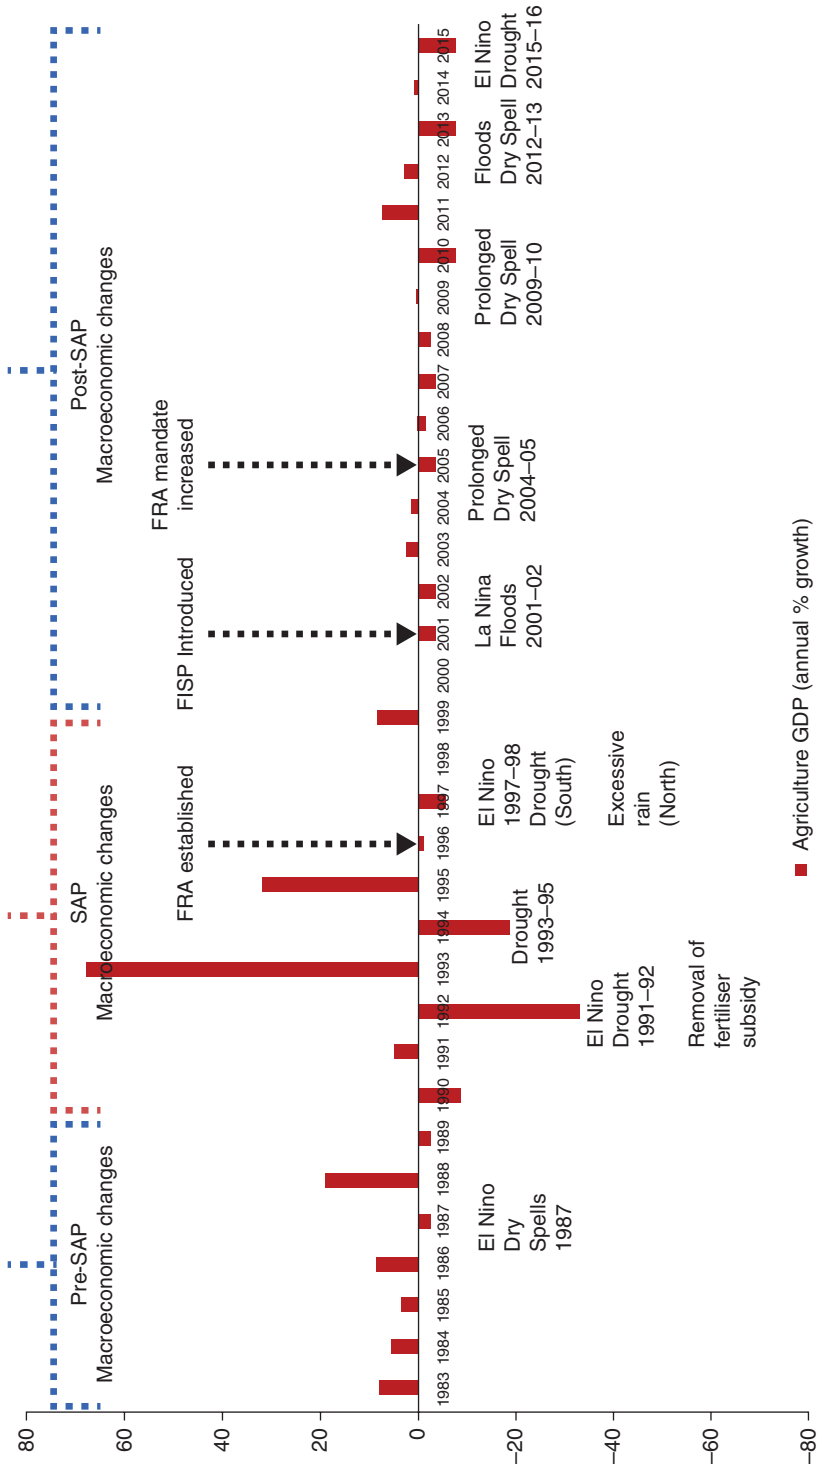 Pre-SAP
Macroeconomic changes
SAP
Macroeconomic changes
Post-SAP
Macroeconomic changes
FRA established
FISP Introduced
FRA mandate
increased
80
60
40
20
0
–20
–40
–60
–80
1983
1984
1985
1986
1987
1988
1989
1990
1991
1992
1993
1994
1995
1996
1997
1998
1999
2000
2001
2002
2003
2004
2005
2006
2007
2008
2009
2010
2011
2012
2013
2014
2015
El Nino
Dry
Spells
1987
El Nino
Drought
1991–92
Removal of
fertiliser
subsidy
Drought
1993–95
El Nino
1997–98
Drought
(South)
Excessive
rain
(North)
La Nina
Floods
2001–02
Prolonged
Dry Spell
2004–05
Prolonged
Dry Spell
2009–10
Floods
Dry Spell
2012–13
El Nino
Drought
2015–16
Agriculture GDP (annual % growth)